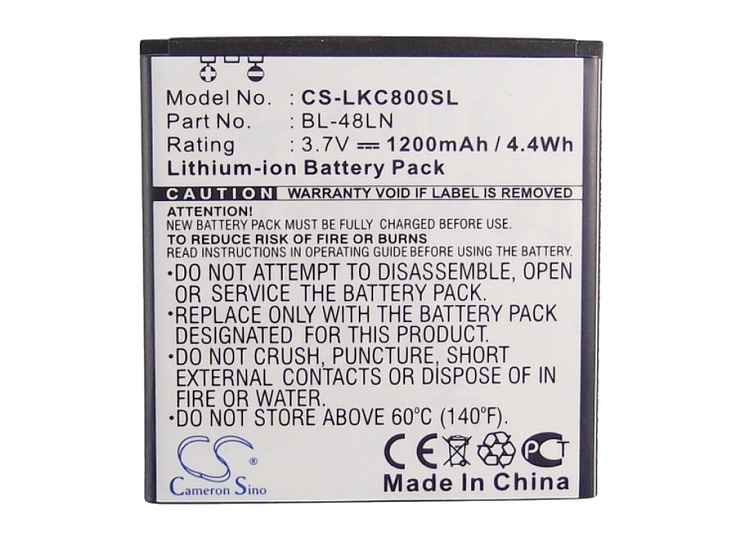 Model No. : CS-LKC800SL
Part No. : BL-48LN
Rating : 3.7V 1200mAh / 4.4Wh
Lithium-ion Battery Pack
CAUTION WARRANTY VOID IF LABEL IS REMOVED
ATTENTION!
NEW BATTERY PACK MUST BE FULLY CHARGED BEFORE USE.
TO REDUCE RISK OF FIRE OR BURNS
READ INSTRUCTIONS IN OPERATING GUIDE BEFORE USING THE BATTERY.
·DO NOT ATTEMPT TO DISASSEMBLE, OPEN
OR SERVICE THE BATTERY PACK.
·REPLACE ONLY WITH THE BATTERY PACK
DESIGNATED FOR THIS PRODUCT.
·DO NOT CRUSH, PUNCTURE, SHORT
EXTERNAL CONTACTS OR DISPOSE OF IN
FIRE OR WATER.
·DO NOT STORE ABOVE 60°C (140°F).
CS®
Cameron Sino
CE PCT
Made In China